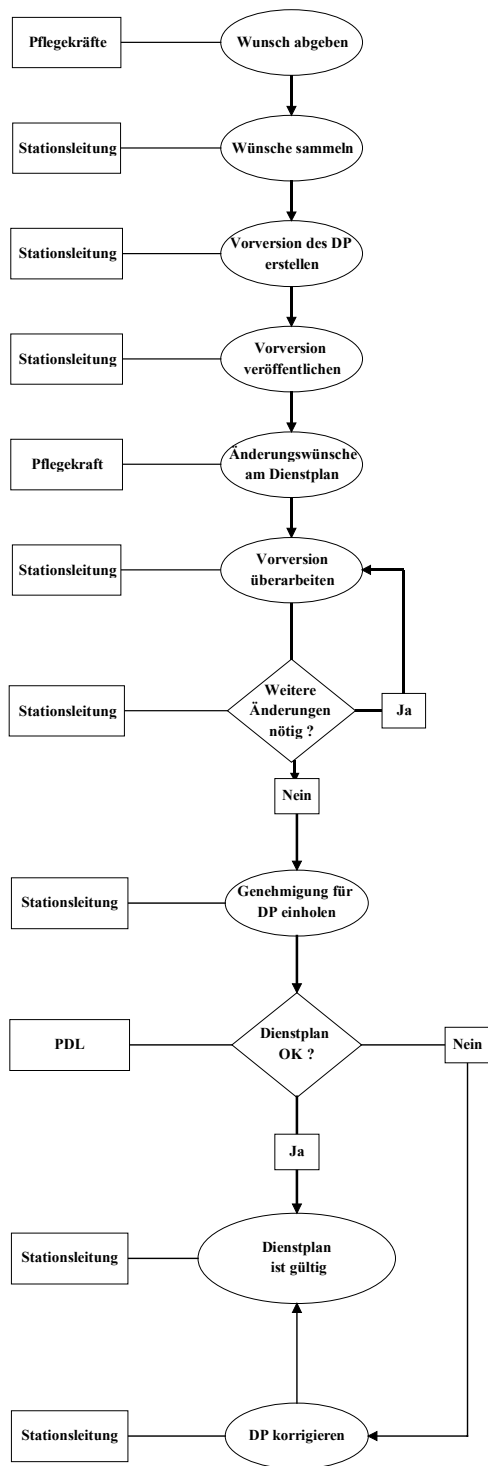 Pflegekräfte
Wunsch abgeben
Stationsleitung
Wünsche sammeln
Stationsleitung
Vorversion des DP
erstellen
Stationsleitung
Vorversion
veröffentlichen
Pflegekraft
Änderungswünsche
am Dienstplan
Stationsleitung
Vorversion
überarbeiten
Stationsleitung
Weitere
Änderungen
nötig ?
Ja
Nein
Stationsleitung
Genehmigung für
DP einholen
PDL
Dienstplan
OK ?
Nein
Ja
Stationsleitung
Dienstplan
ist gültig
Stationsleitung
DP korrigieren